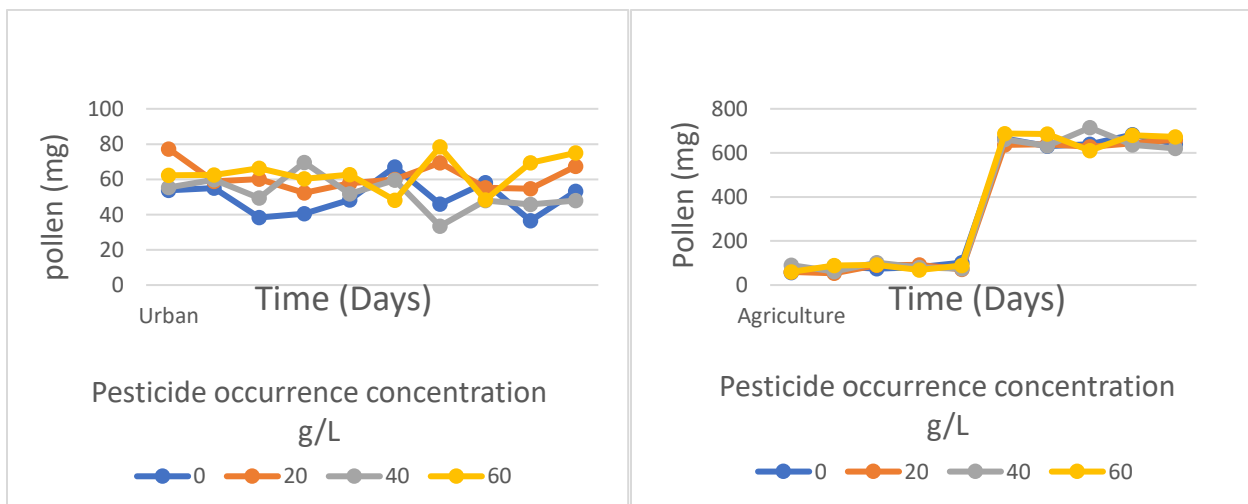 100
80
60
40
20
0
pollen (mg)
Time (Days)
Urban
Pesticide occurrence concentration
g/L
0 20 40 60
800
600
400
200
0
Pollen (mg)
Time (Days)
Agriculture
Pesticide occurrence concentration
g/L
0 20 40 60